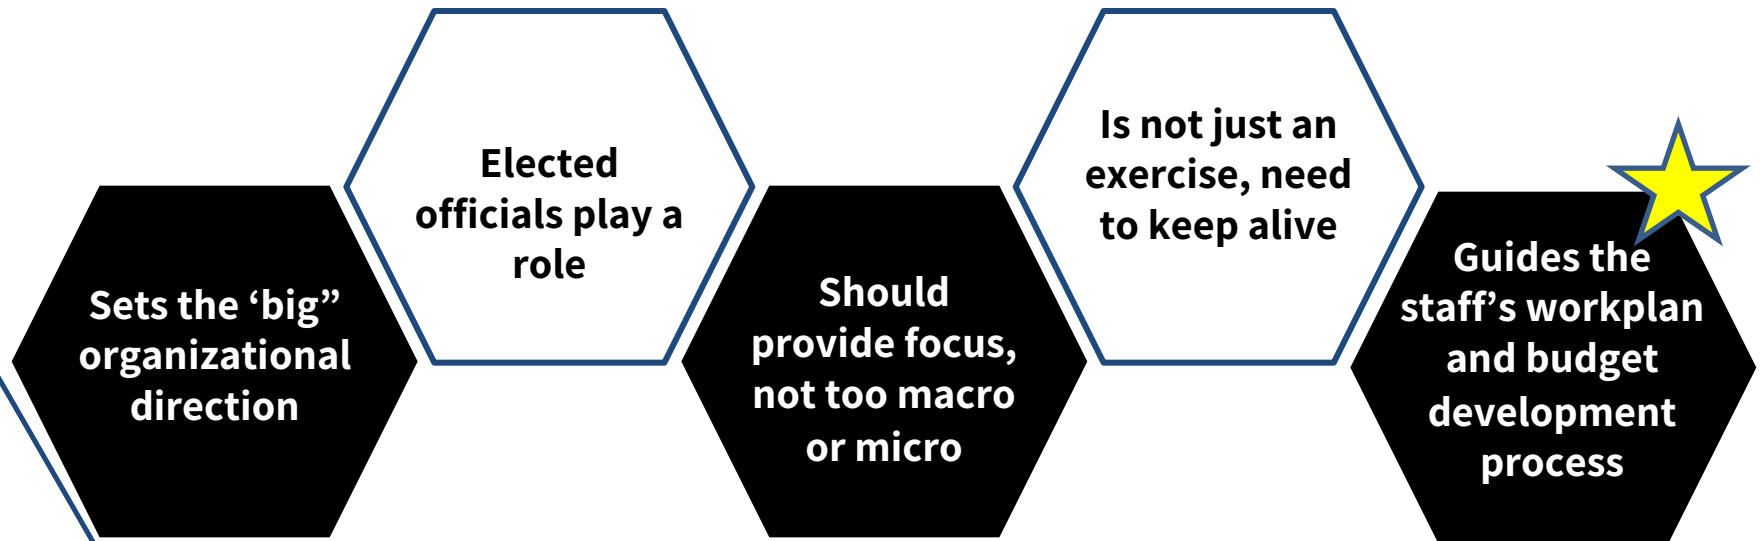 Sets the ‘big”
organizational
direction
Elected
officials play a
role
Should
provide focus,
not too macro
or micro
Is not just an
exercise, need
to keep alive
Guides the
staff’s workplan
and budget
development
process